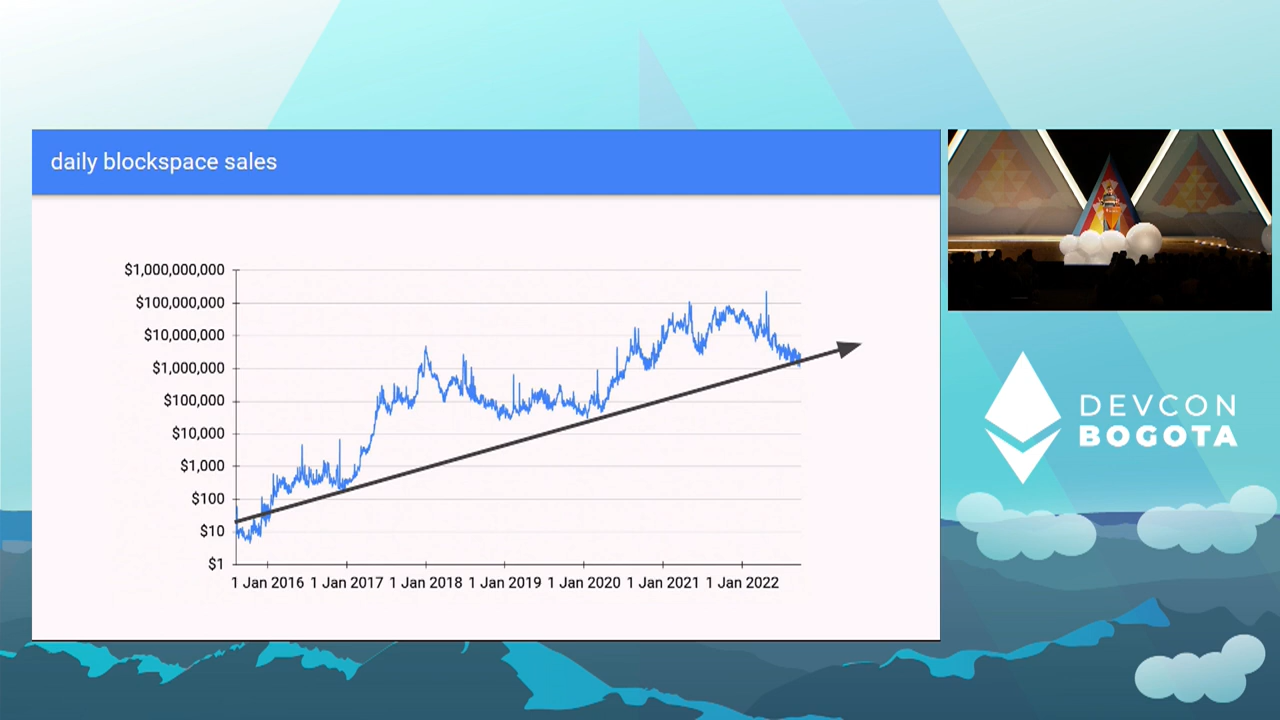 daily blockspace sales
$1,000,000,000
$100,000,000
$10,000,000
$1,000,000
$100,000
$10,000
$1,000
$100
$10
$1
1 Jan 2016 1 Jan 2017 1 Jan 2018 1 Jan 2019 1 Jan 2020 1 Jan 2021 1 Jan 2022
DEVCON
BOGOTA